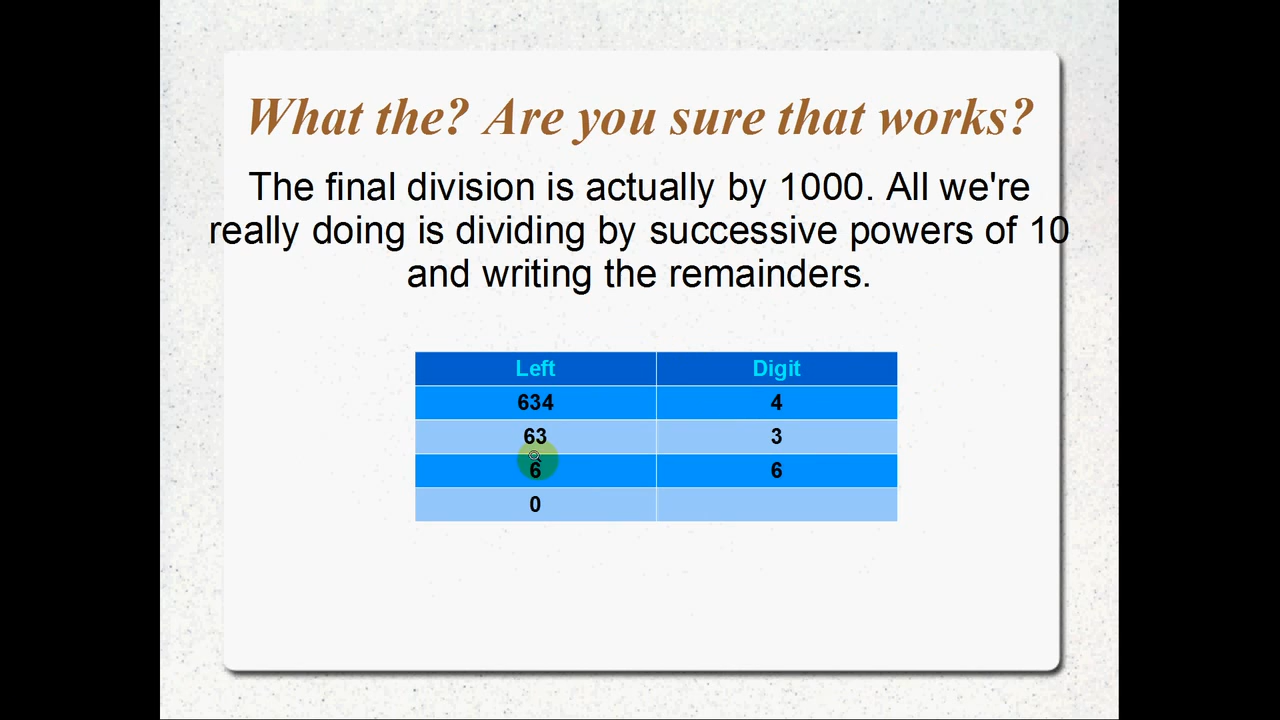 What the? Are you sure that works?
The final division is actually by 1000. All we're
really doing is dividing by successive powers of 10
and writing the remainders.
Left Digit
634 4
63 3
6 6
0